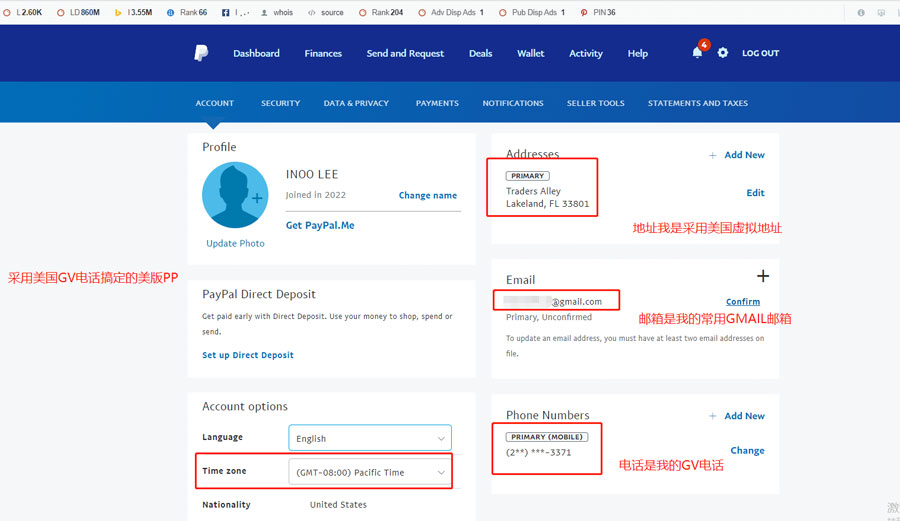 L 2.60K LD 860M I 3.55M Rank 66 whois source Rank 204 Adv Disp Ads 1 Pub Disp Ads 1 PIN 36
Dashboard Finances Send and Request Deals Wallet Activity Help 4 LOG OUT
ACCOUNT SECURITY DATA & PRIVACY PAYMENTS NOTIFICATIONS SELLER TOOLS STATEMENTS AND TAXES
Profile
INOO LEE
Joined in 2022 Change name
Get PayPal.Me
Update Photo
采用美国GV电话搞定的美版PP
PayPal Direct Deposit
Get paid early with Direct Deposit. Use your money to shop, spend or
send.
Set up Direct Deposit
Account options
Language English
Time zone (GMT-08:00) Pacific Time
Nationality United States
Addresses + Add New
PRIMARY
Traders Alley Edit
Lakeland, FL 33801
地址我是采用美国虚拟地址
Email +
@gmail.com Confirm
Primary, Unconfirmed
邮箱是我的常用GMAIL邮箱
To update an email address, you must have at least two email addresses on
file.
Phone Numbers + Add New
PRIMARY (MOBILE)
(2**) ***-3371 Change
电话是我的GV电话